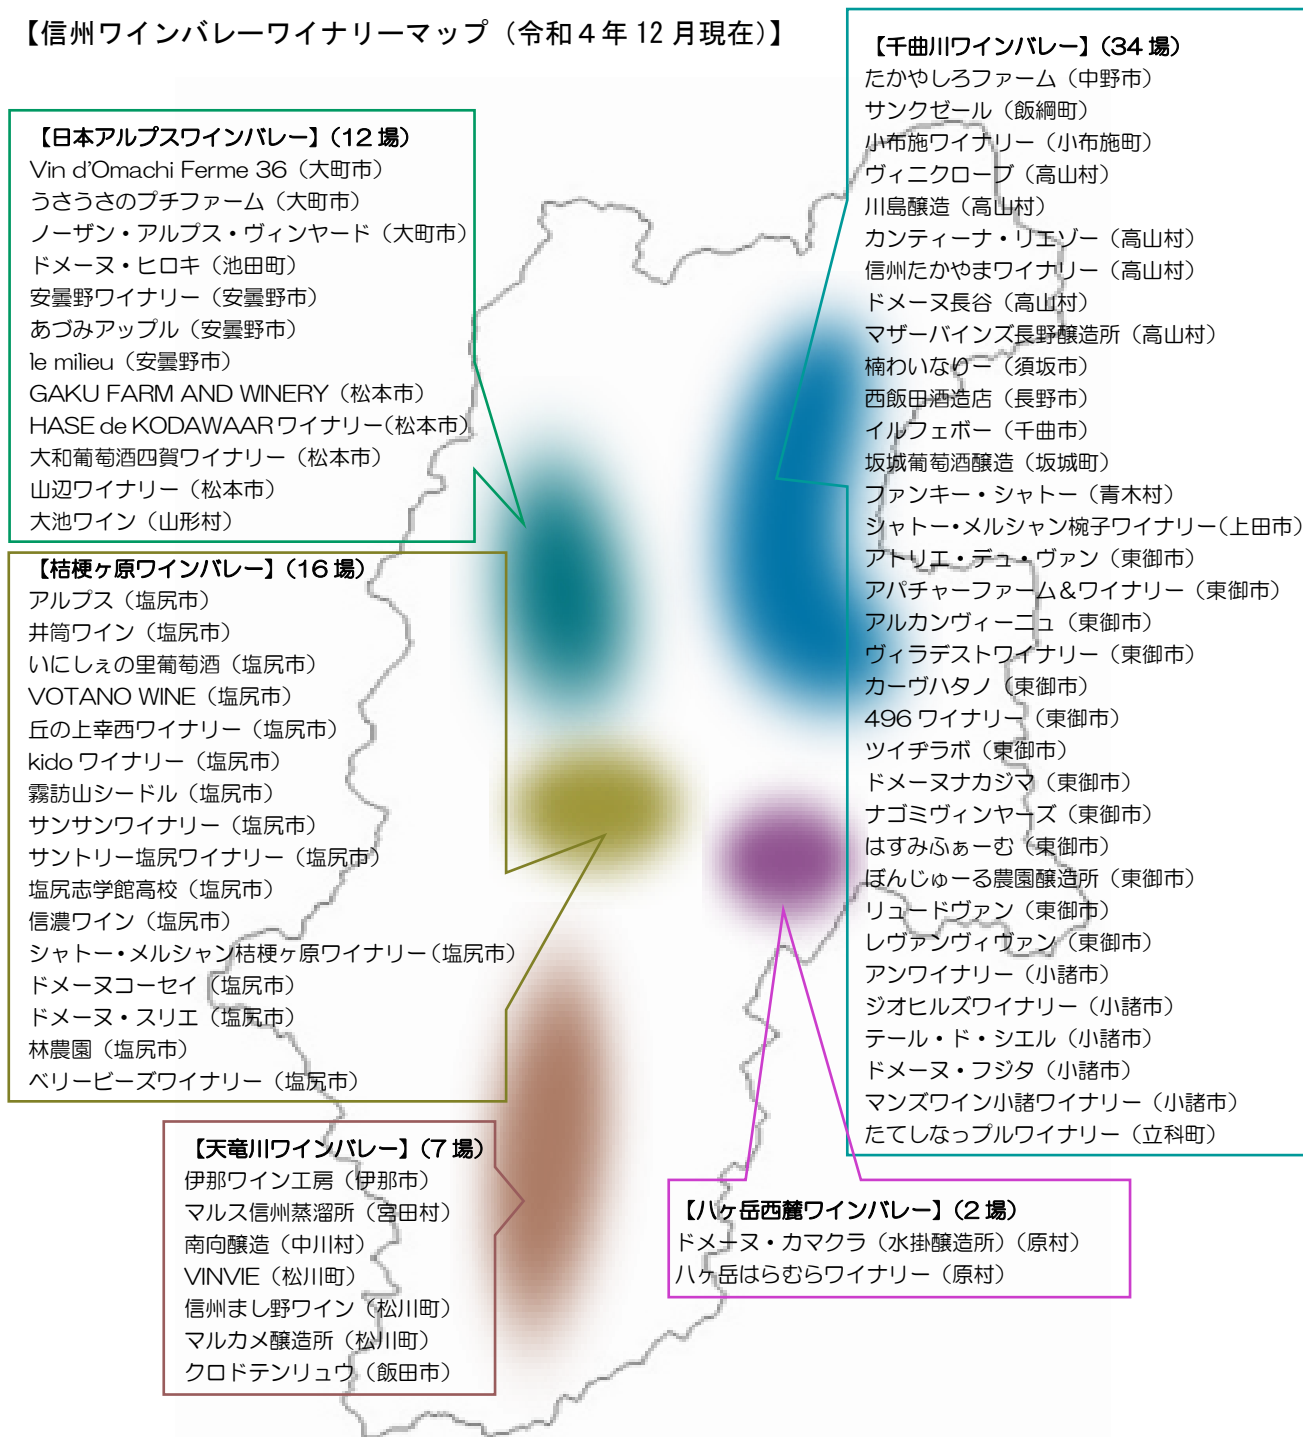 【信州ワインバレーワイナリーマップ（令和４年 12 月現在）】
【日本アルプスワインバレー】（12 場）
Vin d'Omachi Ferme 36（大町市）
うさうさのプチファーム（大町市）
ノーザン・アルプス・ヴィンヤード（大町市）
ドメーヌ・ヒロキ（池田町）
安曇野ワイナリー（安曇野市）
あづみアップル（安曇野市）
le milieu（安曇野市）
GAKU FARM AND WINERY（松本市）
HASE de KODAWAAR ワイナリー（松本市）
大和葡萄酒四賀ワイナリー（松本市）
山辺ワイナリー（松本市）
大池ワイン（山形村）
【桔梗ヶ原ワインバレー】（16 場）
アルプス（塩尻市）
井筒ワイン（塩尻市）
いにしぇの里葡萄酒（塩尻市）
VOTANO WINE（塩尻市）
丘の上幸西ワイナリー（塩尻市）
kido ワイナリー（塩尻市）
霧訪山シードル（塩尻市）
サンサンワイナリー（塩尻市）
サントリー塩尻ワイナリー（塩尻市）
塩尻志学館高校（塩尻市）
信濃ワイン（塩尻市）
シャトー・メルシャン桔梗ヶ原ワイナリー（塩尻市）
ドメーヌコーセイ（塩尻市）
ドメーヌ・スリエ（塩尻市）
林農園（塩尻市）
ベリービーズワイナリー（塩尻市）
【天竜川ワインバレー】（7 場）
伊那ワイン工房（伊那市）
マルス信州蒸溜所（宮田村）
南向醸造（中川村）
VINVIE（松川町）
信州まし野ワイン（松川町）
マルカメ醸造所（松川町）
クロドテンリュウ（飯田市）
【千曲川ワインバレー】（34 場）
たかやしろファーム（中野市）
サンクゼール（飯綱町）
小布施ワイナリー（小布施町）
ヴィニクローブ（高山村）
川島醸造（高山村）
カンティーナ・リエゾー（高山村）
信州たかやまワイナリー（高山村）
ドメーヌ長谷（高山村）
マザーバインズ長野醸造所（高山村）
楠わいなりー（須坂市）
西飯田酒造店（長野市）
イルフェボー（千曲市）
坂城葡萄酒醸造（坂城町）
ファンキー・シャトー（青木村）
シャトー・メルシャン椀子ワイナリー（上田市）
アトリエ・デュ・ヴァン（東御市）
アパチャーファーム＆ワイナリー（東御市）
アルカンヴィーニュ（東御市）
ヴィラデストワイナリー（東御市）
カーヴハタノ（東御市）
496 ワイナリー（東御市）
ツイヂラボ（東御市）
ドメーヌナカジマ（東御市）
ナゴミヴィンヤーズ（東御市）
はすみふぁーむ（東御市）
ぼんじゅーる農園醸造所（東御市）
リュードヴァン（東御市）
レヴァンヴィヴァン（東御市）
アンワイナリー（小諸市）
ジオヒルズワイナリー（小諸市）
テール・ド・シエル（小諸市）
ドメーヌ・フジタ（小諸市）
マンズワイン小諸ワイナリー（小諸市）
たてしなっプルワイナリー（立科町）
【八ヶ岳西麓ワインバレー】（2 場）
ドメーヌ・カマクラ（水掛醸造所）（原村）
八ヶ岳はらむらワイナリー（原村）